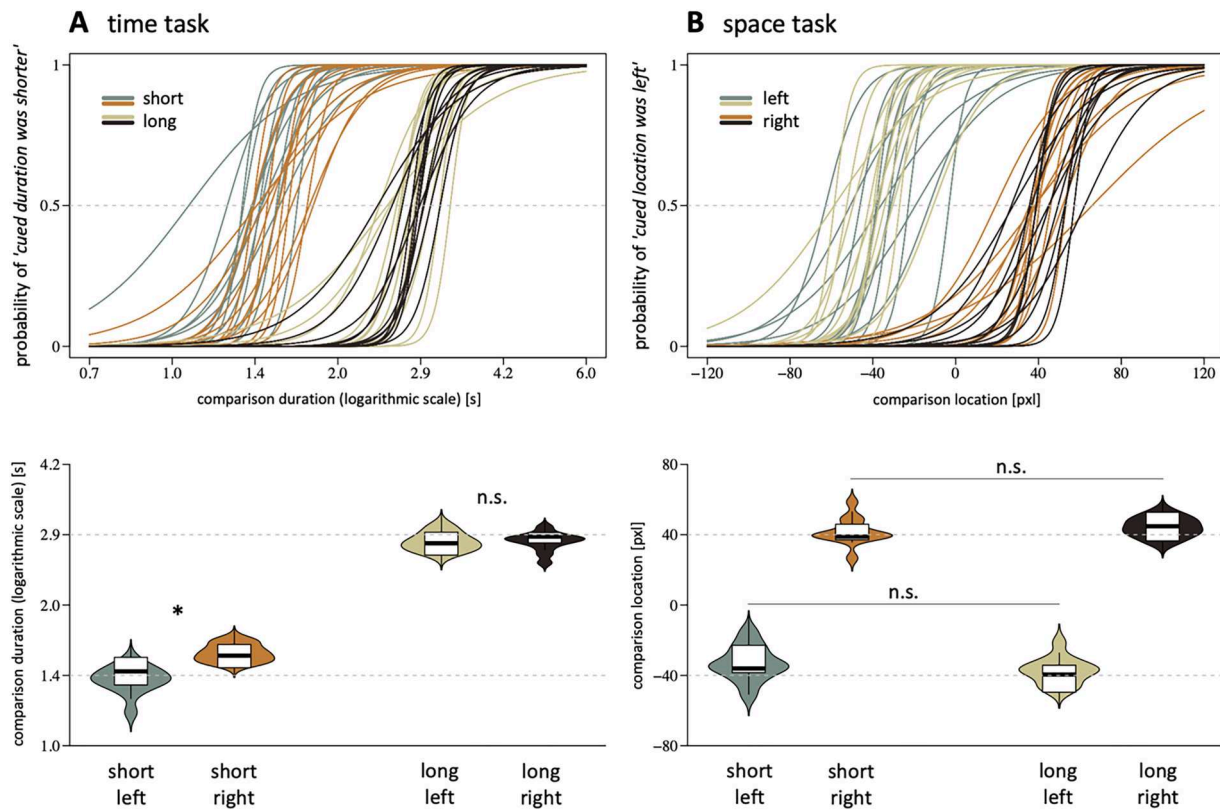 A time task
probability of 'cued duration was shorter'
1
0.5
0
short
long
0.7 1.0 1.4 2.0 2.9 4.2 6.0
comparison duration (logarithmic scale) [s]
B space task
probability of 'cued location was left'
1
0.5
0
left
right
−120 −80 −40 0 40 80 120
comparison location [pxl]
comparison duration (logarithmic scale) [s]
4.2
2.9
2.0
1.4
1.0
*
n.s.
short left
short right
long left
long right
comparison location [pxl]
80
40
0
−40
−80
n.s.
n.s.
short left
short right
long left
long right